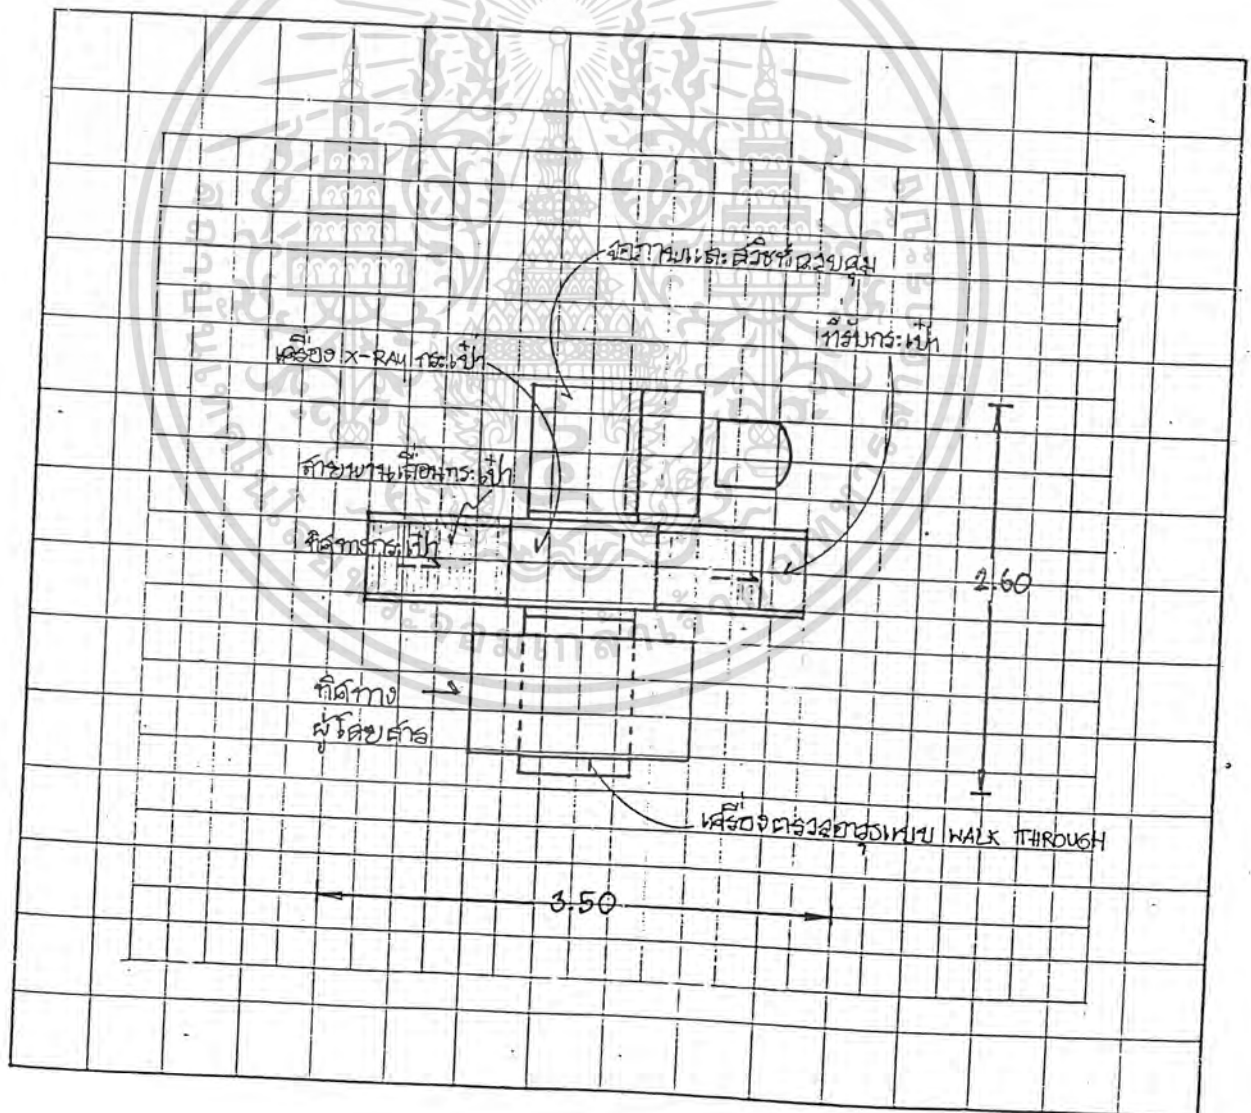 จอภาพและสวิชท์ควบคุม
ที่รับกระเป๋า
เครื่อง X-RAY กระเป๋า
สายพานเลื่อนกระเป๋า
ทิศทางกระเป๋า
2.60
ทิศทาง
ผู้โดยสาร
เครื่องตรวจอาวุธแบบ WALK THROUGH
3.50